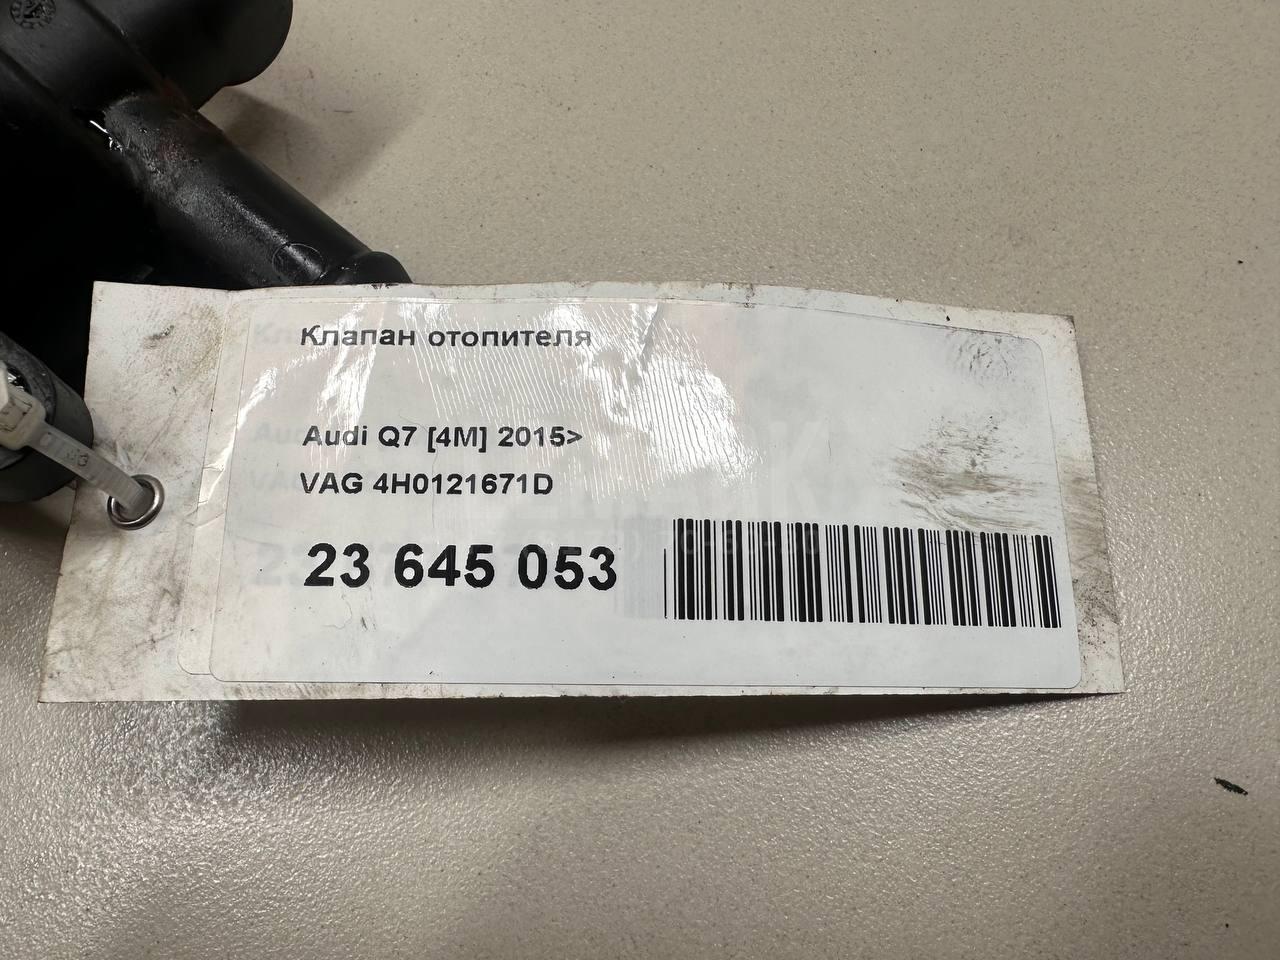 Клапан отопителя
Audi Q7 [4M] 2015>
VAG 4H0121671D
23 645 053